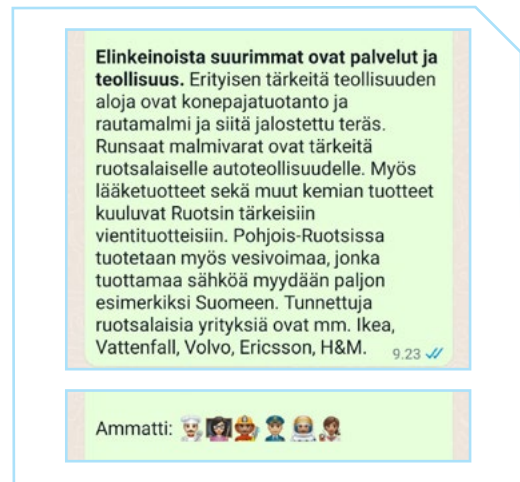 Elinkeinoista suurimmat ovat palvelut ja
teollisuus. Erityisen tärkeitä teollisuuden
aloja ovat konepajatuotanto ja
rautamalmi ja siitä jalostettu teräs.
Runsaat malmivarat ovat tärkeitä
ruotsalaiselle autoteollisuudelle. Myös
lääketuotteet sekä muut kemian tuotteet
kuuluvat Ruotsin tärkeisiin
vientituotteisiin. Pohjois-Ruotsissa
tuotetaan myös vesivoimaa, jonka
tuottamaa sähköä myydään paljon
esimerkiksi Suomeen. Tunnettuja
ruotsalaisia yrityksiä ovat mm. Ikea,
Vattenfall, Volvo, Ericsson, H&M. 9.23
Ammatti: